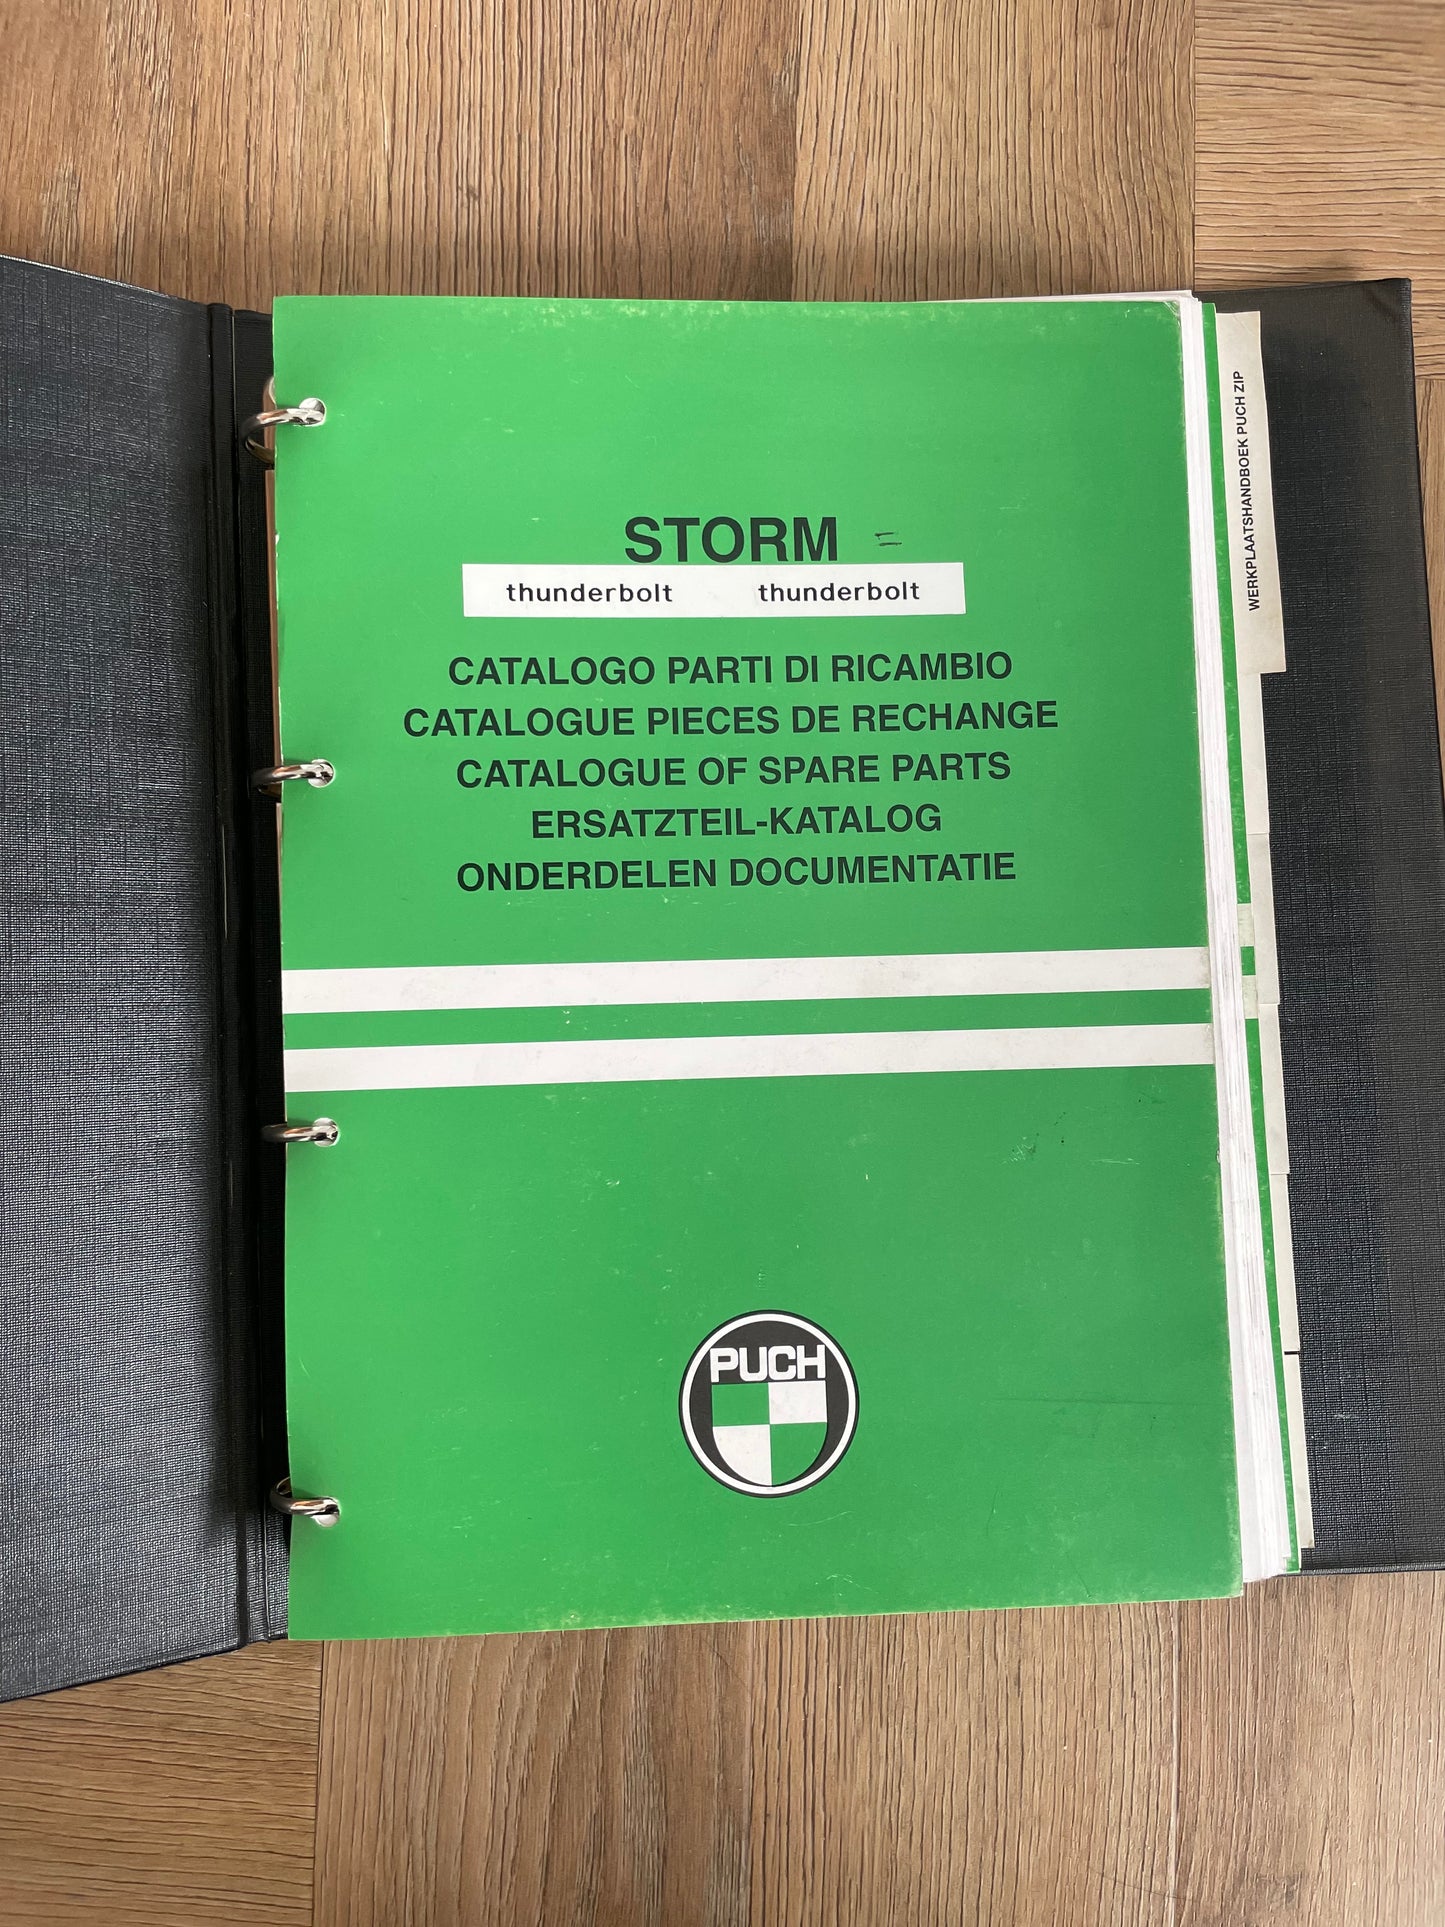 STORM =
thunderbolt thunderbolt
CATALOGO PARTI DI RICAMBIO
CATALOGUE PIECES DE RECHANGE
CATALOGUE OF SPARE PARTS
ERSATZTEIL-KATALOG
ONDERDELEN DOCUMENTATIE
PUCH
WERKPLAATSHANDBOEK PUCH ZIP